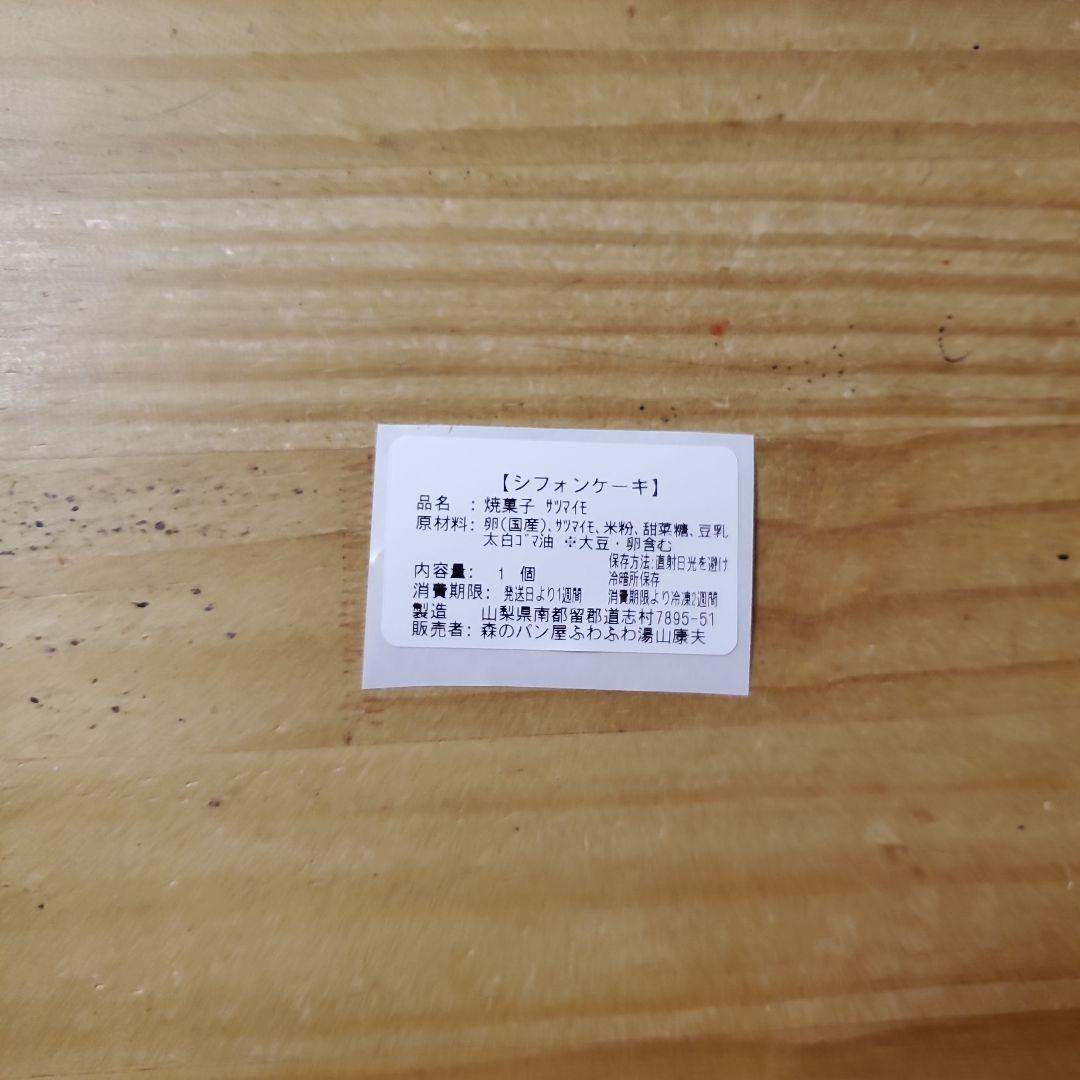 【シフォンケーキ】
品名 ：焼菓子 ｻﾂﾏｲﾓ
原材料：卵(国産)、ｻﾂﾏｲﾓ、米粉、甜菜糖、豆乳
太白ｺﾞﾏ油 ※大豆・卵含む
保存方法:直射日光を避け
冷暗所保存
内容量： 1 個
消費期限： 発送日より1週間 消費期限より冷凍2週間
製造 山梨県南都留郡道志村7895-51
販売者：森のパン屋ふわふわ湯山康夫